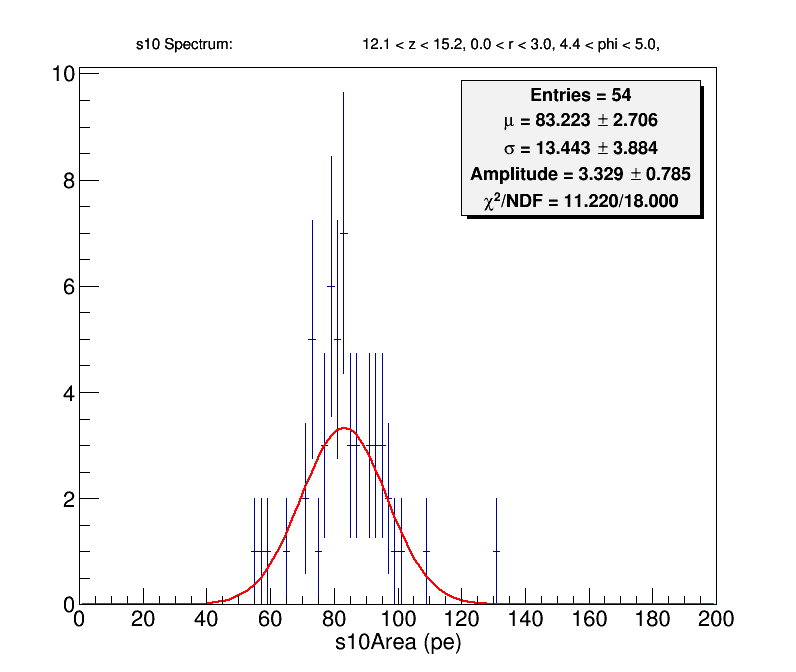 s10 Spectrum: 12.1 < z < 15.2, 0.0 < r < 3.0, 4.4 < phi < 5.0,
Entries = 54
μ = 83.223 ± 2.706
σ = 13.443 ± 3.884
Amplitude = 3.329 ± 0.785
χ²/NDF = 11.220/18.000
10
8
6
4
2
0
0 20 40 60 80 100 120 140 160 180 200
s10Area (pe)